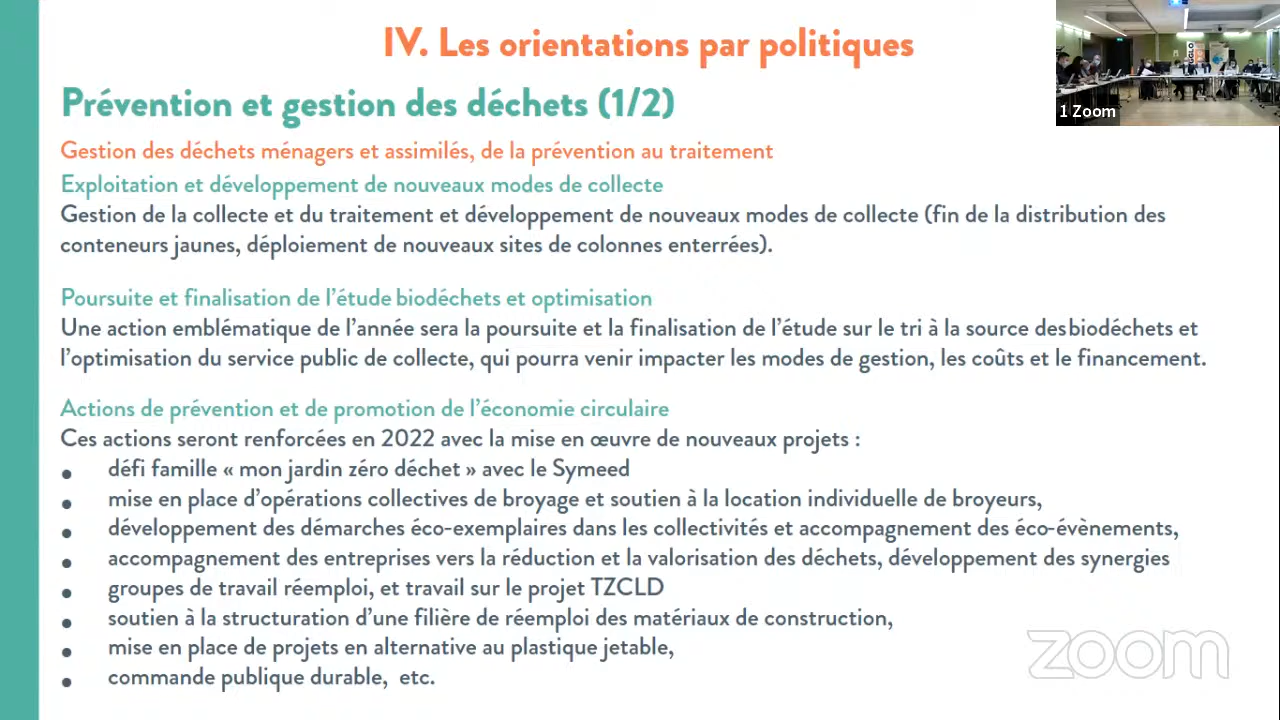 IV. Les orientations par politiques
Prévention et gestion des déchets (1/2)
1 Zoom
Gestion des déchets ménagers et assimilés, de la prévention au traitement
Exploitation et développement de nouveaux modes de collecte
Gestion de la collecte et du traitement et développement de nouveaux modes de collecte (fin de la distribution des
conteneurs jaunes, déploiement de nouveaux sites de colonnes enterrées).
Poursuite et finalisation de l'étude biodéchets et optimisation
Une action emblématique de l'année sera la poursuite et la finalisation de l'étude sur le tri à la source des biodéchets et
l'optimisation du service public de collecte, qui pourra venir impacter les modes de gestion, les coûts et le financement.
Actions de prévention et de promotion de l'économie circulaire
Ces actions seront renforcées en 2022 avec la mise en œuvre de nouveaux projets :
• défi famille « mon jardin zéro déchet » avec le Symeed
• mise en place d'opérations collectives de broyage et soutien à la location individuelle de broyeurs,
• développement des démarches éco-exemplaires dans les collectivités et accompagnement des éco-évènements,
• accompagnement des entreprises vers la réduction et la valorisation des déchets, développement des synergies
• groupes de travail réemploi, et travail sur le projet TZCLD
• soutien à la structuration d'une filière de réemploi des matériaux de construction,
• mise en place de projets en alternative au plastique jetable,
• commande publique durable, etc.
zoom